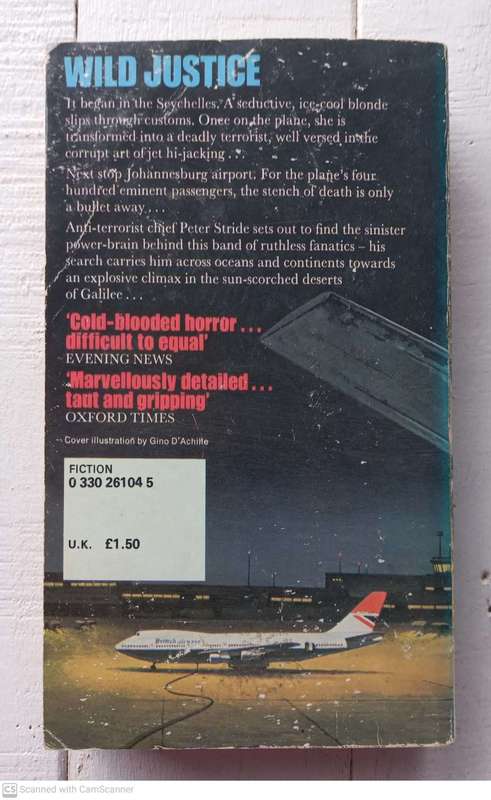 WILD JUSTICE
It began in the Seychelles. A seductive, ice-cool blonde
slips through customs. Once on the plane, she is
transformed into a deadly terrorist, well versed in the
corrupt art of jet hi-jacking . . .
Next stop Johannesburg airport. For the plane's four
hundred eminent passengers, the stench of death is only
a bullet away . . .
Anti-terrorist chief Peter Stride sets out to find the sinister
power-brain behind this band of ruthless fanatics – his
search carries him across oceans and continents towards
an explosive climax in the sun-scorched deserts
of Galilee . . .
'Cold-blooded horror . . .
difficult to equal'
EVENING NEWS
'Marvellously detailed . . .
taut and gripping'
OXFORD TIMES
Cover illustration by Gino D'Achille
FICTION
0 330 26104 5
U.K. £1.50
British airways
CS Scanned with CamScanner